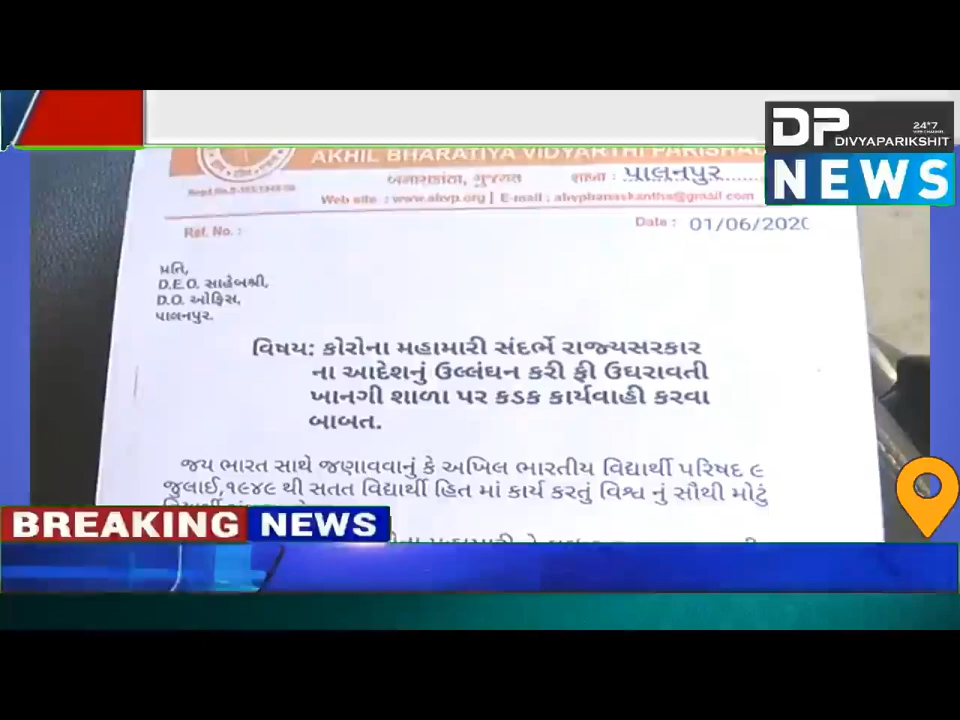 DP
24*7
DIVYAPARIKSHIT
NEWS
AKHIL BHARATIYA VIDYARTHI PARISHAD
બનાસકાંઠા, ગુજરાત શાખા : પાલનપુર
Web site : www.abvp.org | E-mail : abvpbanaskantha@gmail.com
Ref. No. : Date : 01/06/2020
પ્રતિ,
D.E.O. સાહેબશ્રી,
D.O. ઓફિસ,
પાલનપુર.
વિષય: કોરોના મહામારી સંદર્ભે રાજ્યસરકાર
ના આદેશનું ઉલ્લંઘન કરી ફી ઉઘરાવતી
ખાનગી શાળા પર કડક કાર્યવાહી કરવા
બાબત.
જય ભારત સાથે જણાવવાનું કે અખિલ ભારતીય વિદ્યાર્થી પરિષદ ૯
જુલાઈ,૧૯૪૯ થી સતત વિદ્યાર્થી હિત માં કાર્ય કરતું વિશ્વ નું સૌથી મોટું
BREAKING NEWS